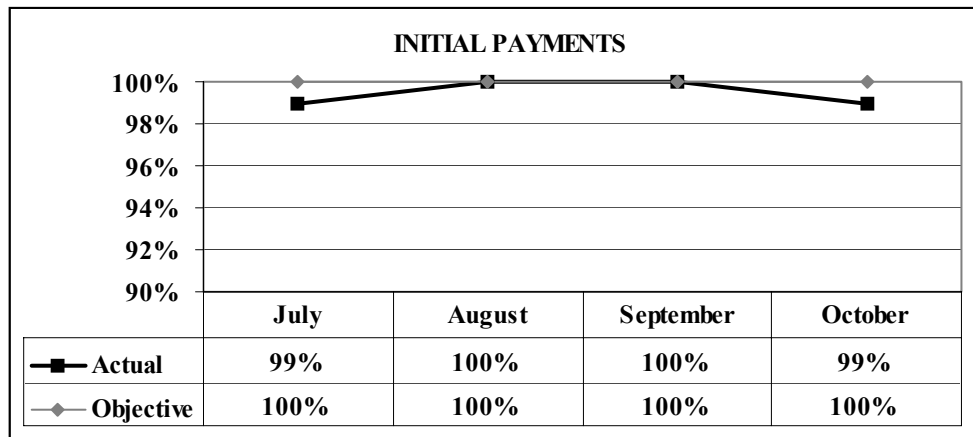 INITIAL PAYMENTS
100%
98%
96%
94%
92%
90%
July August September October
Actual 99% 100% 100% 99%
Objective 100% 100% 100% 100%